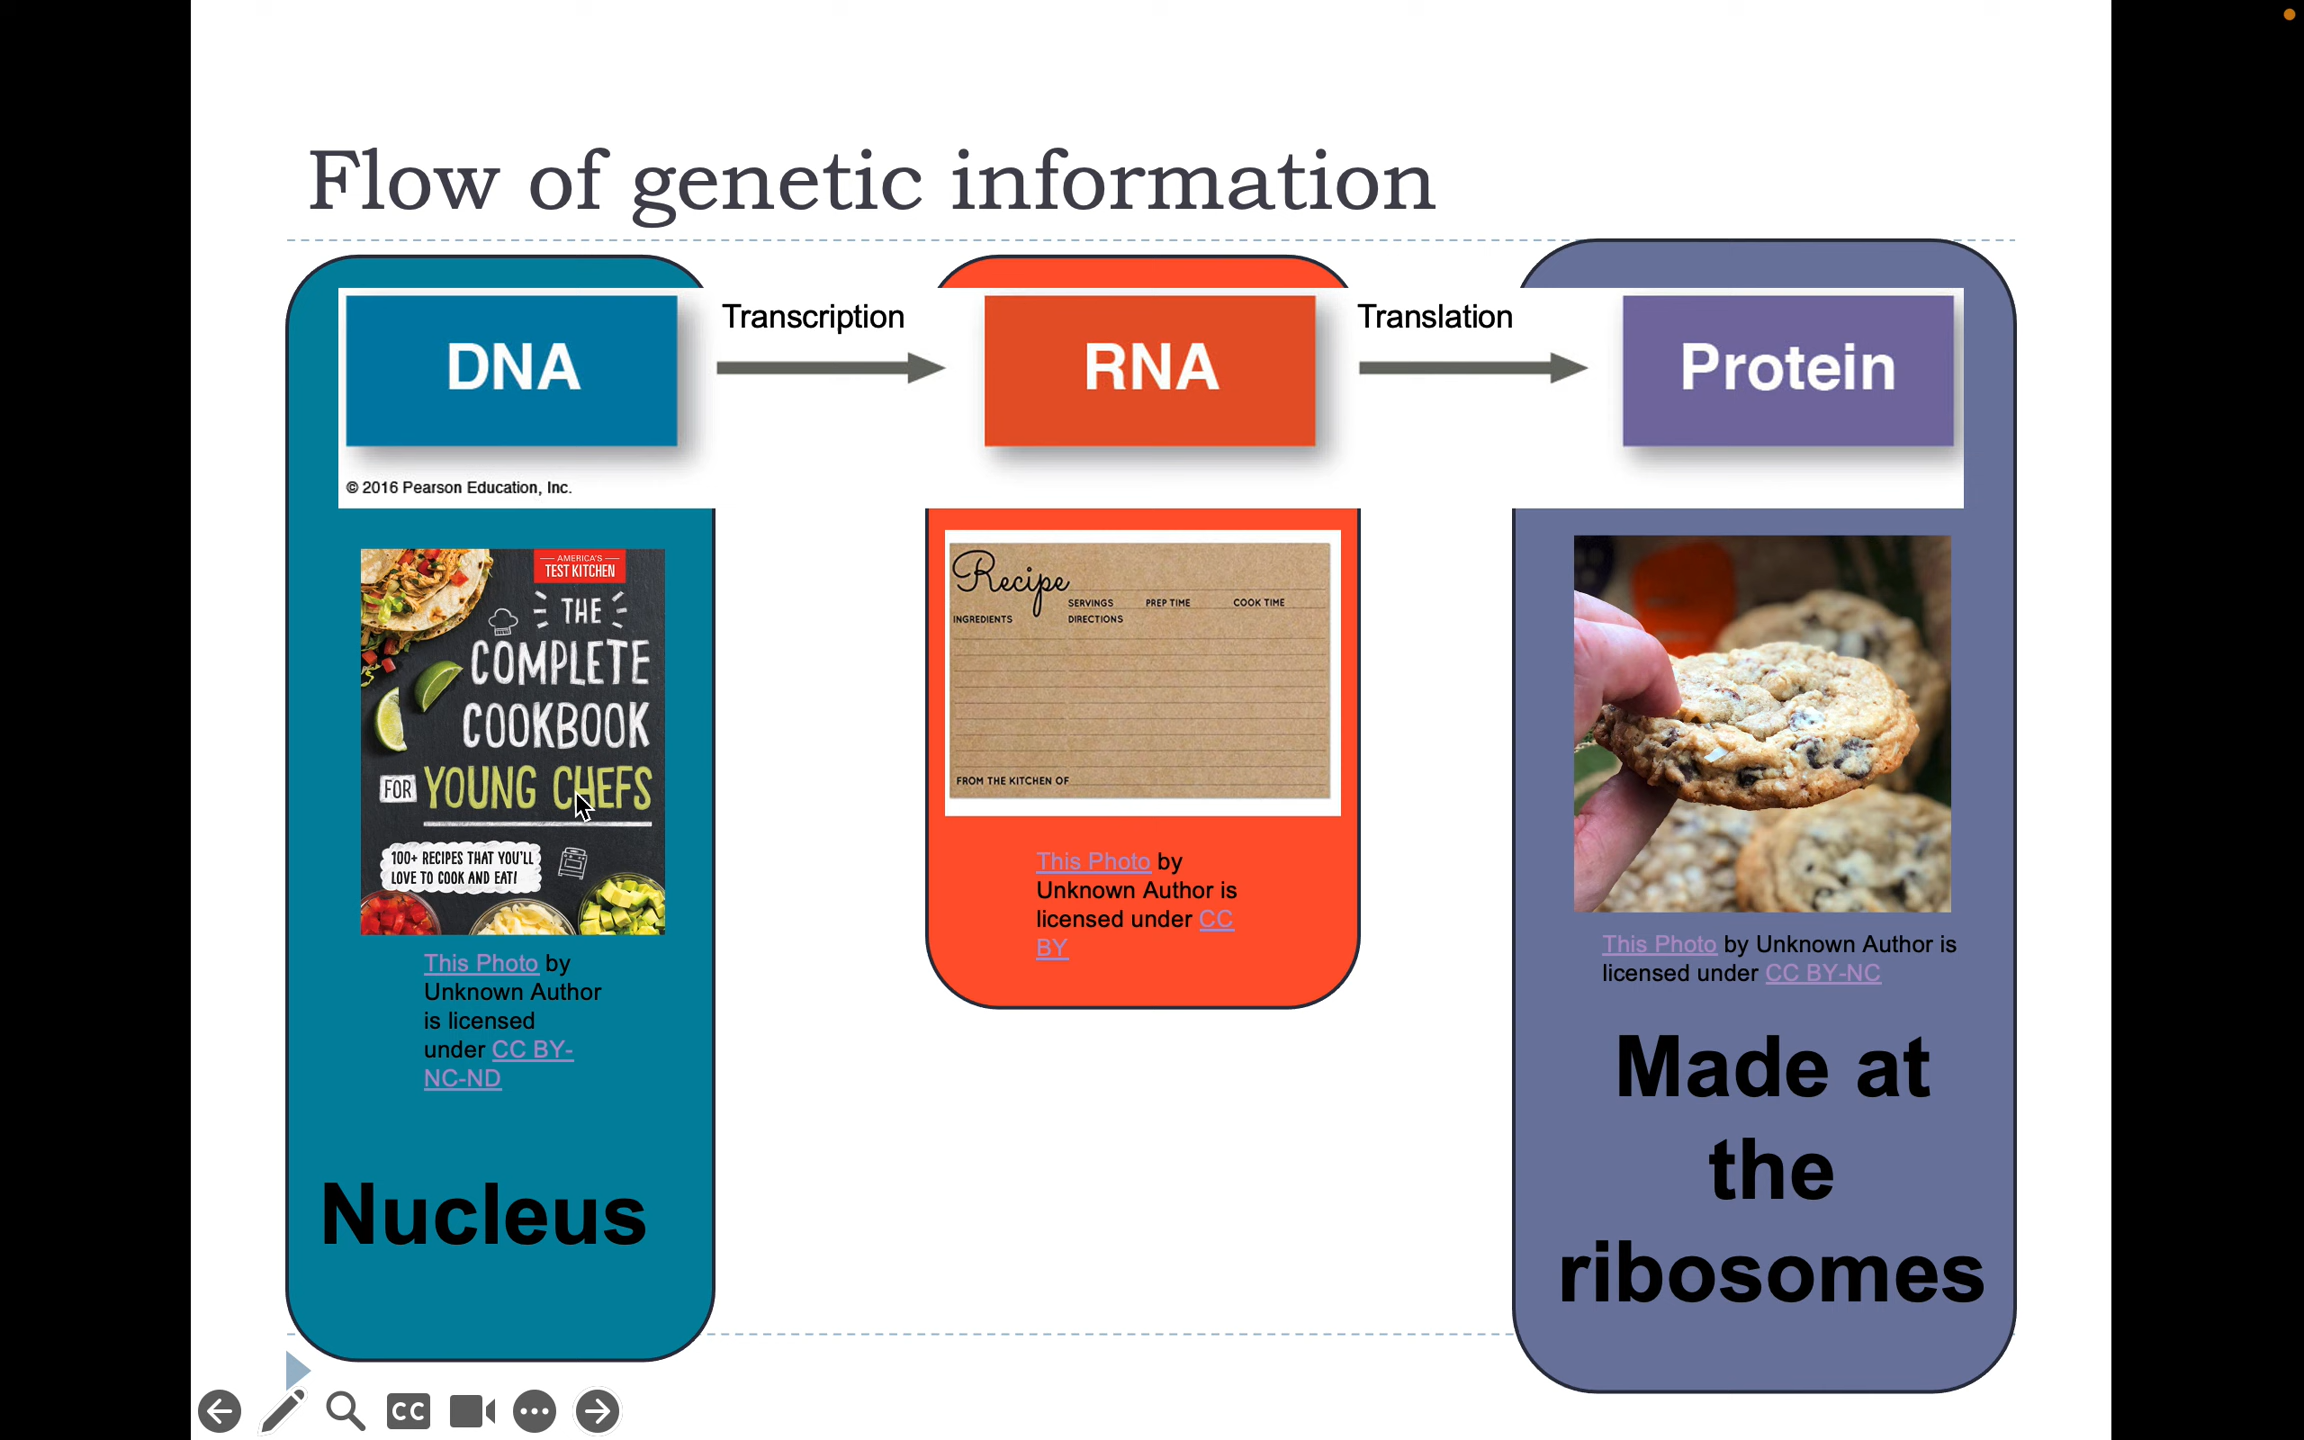 Flow of genetic information
DNA
Transcription
RNA
Translation
Protein
© 2016 Pearson Education, Inc.
AMERICA'S
TEST KITCHEN
THE
COMPLETE
COOKBOOK
FOR YOUNG CHEFS
100+ RECIPES THAT YOU'LL
LOVE TO COOK AND EAT!
This Photo by
Unknown Author
is licensed
under CC BY-
NC-ND
Nucleus
Recipe
SERVINGS PREP TIME COOK TIME
INGREDIENTS DIRECTIONS
FROM THE KITCHEN OF
This Photo by
Unknown Author is
licensed under CC
BY
This Photo by Unknown Author is
licensed under CC BY-NC
Made at
the
ribosomes
CC